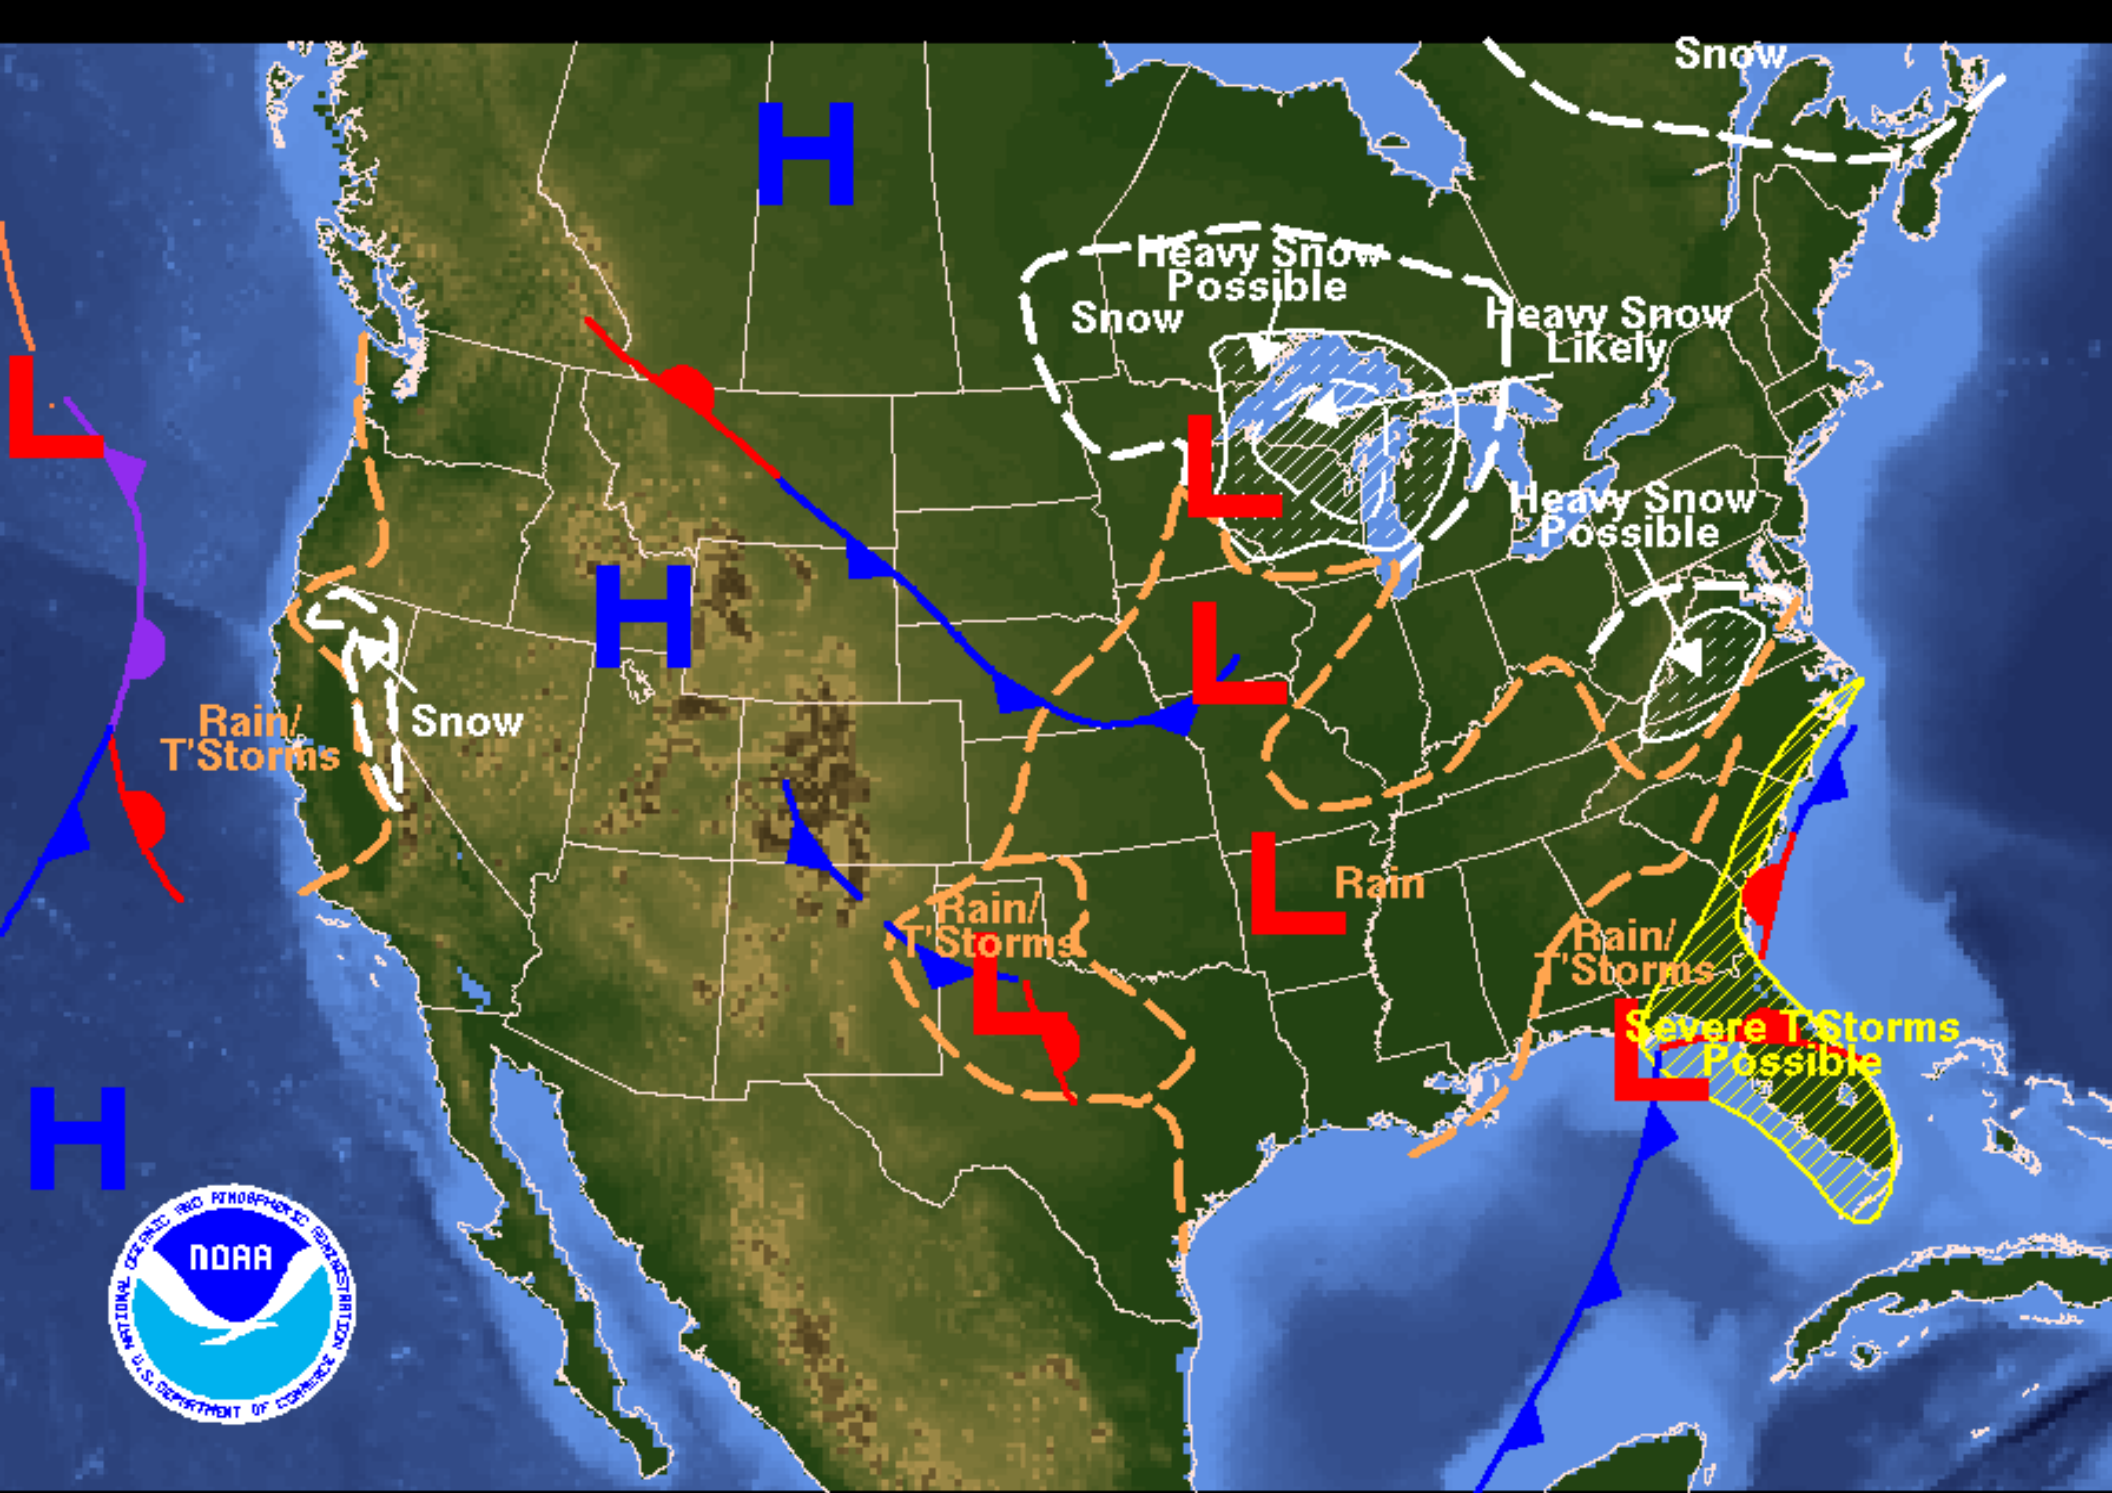 Snow
H
Heavy Snow
Possible
Snow
Heavy Snow
Likely
L
L
Heavy Snow
Possible
H
L
Rain/
T'Storms
Snow
L
Rain
Rain/
T'Storms
L
Rain/
T'Storms
L
Severe T'Storms
Possible
H
NOAA
NATIONAL OCEANIC AND ATMOSPHERIC ADMINISTRATION
U.S. DEPARTMENT OF COMMERCE